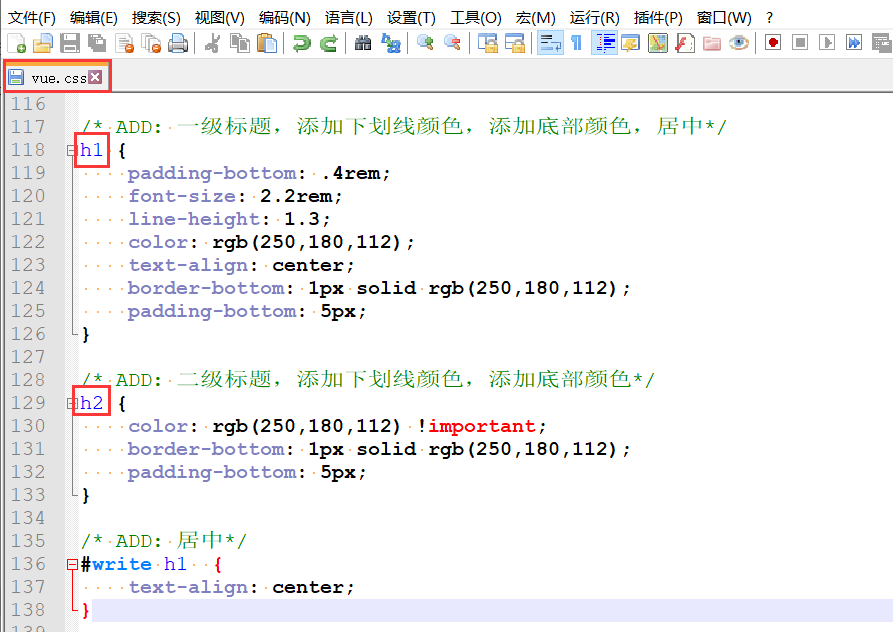 文件(F) 编辑(E) 搜索(S) 视图(V) 编码(N) 语言(L) 设置(T) 工具(O) 宏(M) 运行(R) 插件(P) 窗口(W) ?
vue.css
116
117 /* ADD: 一级标题，添加下划线颜色，添加底部颜色，居中*/
118 h1 {
119 padding-bottom: .4rem;
120 font-size: 2.2rem;
121 line-height: 1.3;
122 color: rgb(250,180,112);
123 text-align: center;
124 border-bottom: 1px solid rgb(250,180,112);
125 padding-bottom: 5px;
126 }
127
128 /* ADD: 二级标题，添加下划线颜色，添加底部颜色*/
129 h2 {
130 color: rgb(250,180,112) !important;
131 border-bottom: 1px solid rgb(250,180,112);
132 padding-bottom: 5px;
133 }
134
135 /* ADD: 居中*/
136 #write h1  {
137 text-align: center;
138 }
139